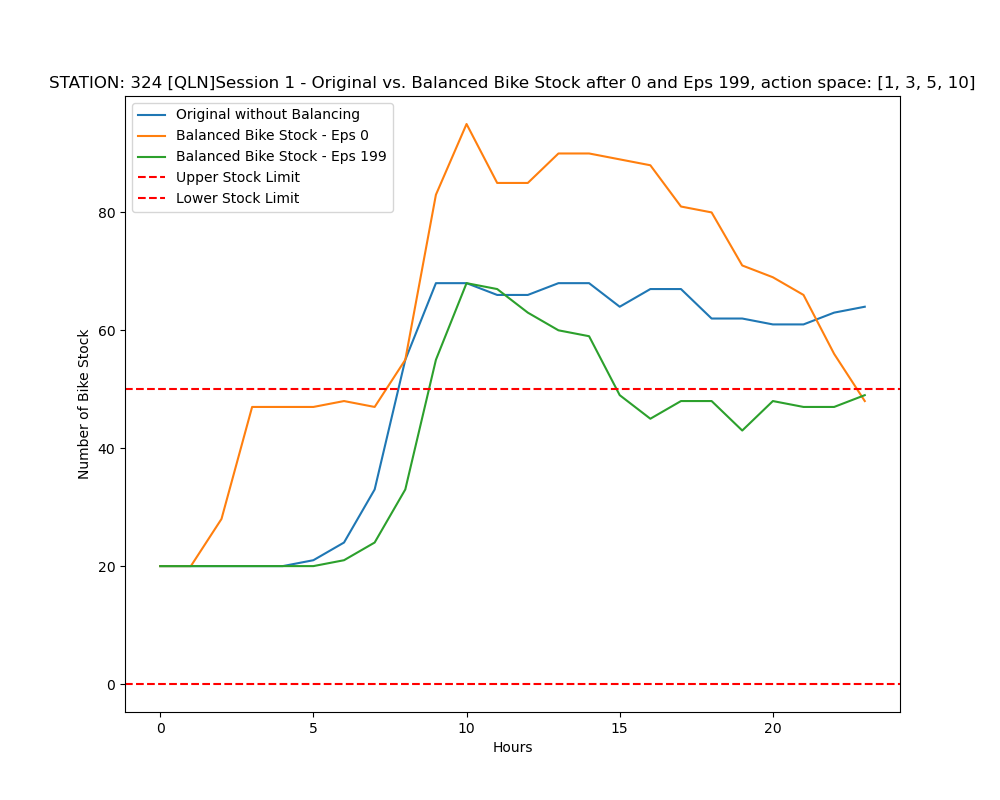 STATION: 324 [QLN]Session 1 - Original vs. Balanced Bike Stock after 0 and Eps 199, action space: [1, 3, 5, 10]
Original without Balancing
Balanced Bike Stock - Eps 0
Balanced Bike Stock - Eps 199
Upper Stock Limit
Lower Stock Limit
Number of Bike Stock
80
60
40
20
0
0 5 10 15 20
Hours